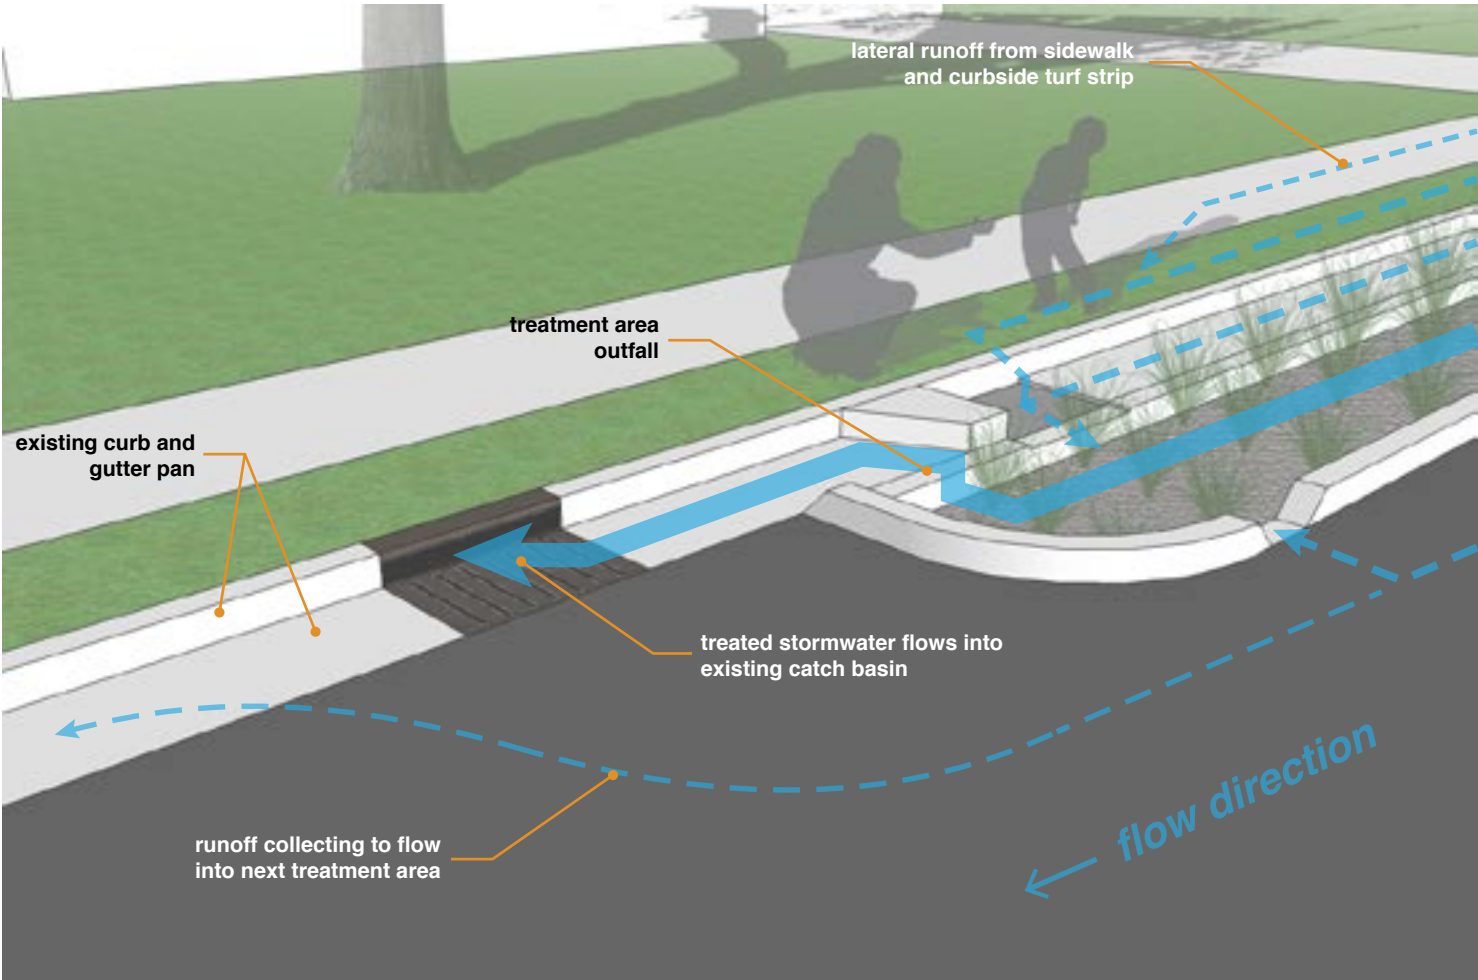 lateral runoff from sidewalk
and curbside turf strip
treatment area
outfall
existing curb and
gutter pan
treated stormwater flows into
existing catch basin
flow direction
runoff collecting to flow
into next treatment area